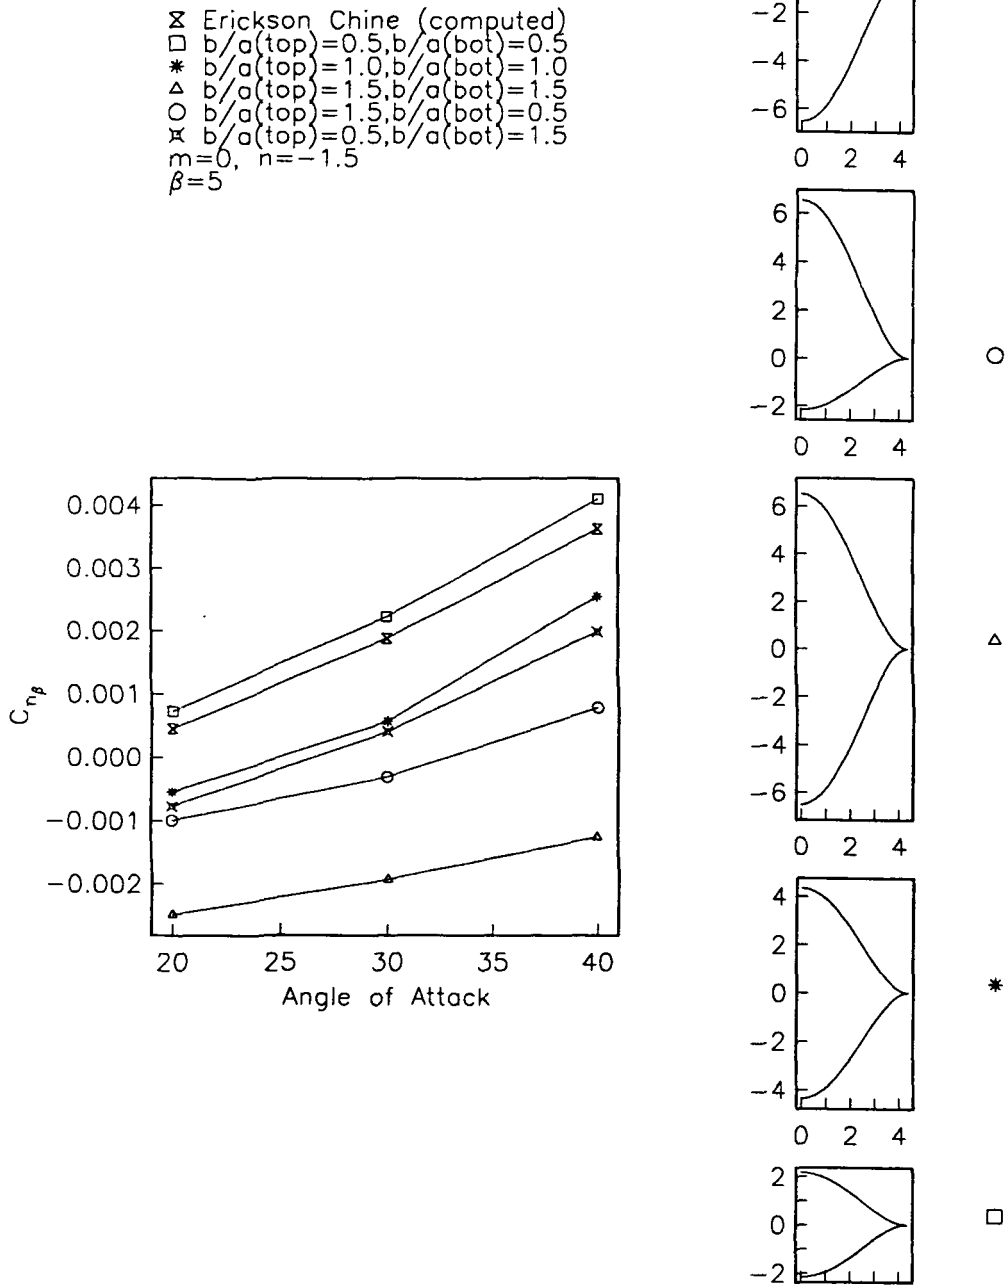 Erickson Chine (computed)
b/a(top)=0.5,b/a(bot)=0.5
b/a(top)=1.0,b/a(bot)=1.0
b/a(top)=1.5,b/a(bot)=1.5
b/a(top)=1.5,b/a(bot)=0.5
b/a(top)=0.5,b/a(bot)=1.5
m=0, n=−1.5
β=5
−2
−4
−6
0 2 4
6
4
2
0
−2
0 2 4
6
4
2
0
−2
−4
−6
0 2 4
4
2
0
−2
−4
0 2 4
2
0
−2
0.004
0.003
0.002
0.001
0.000
−0.001
−0.002
C_nβ
20 25 30 35 40
Angle of Attack